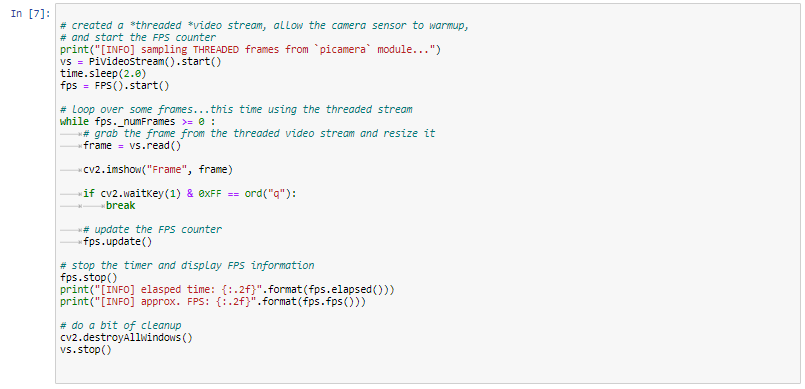 In [7]:
# created a *threaded *video stream, allow the camera sensor to warmup,
# and start the FPS counter
print("[INFO] sampling THREADED frames from `picamera` module...")
vs = PiVideoStream().start()
time.sleep(2.0)
fps = FPS().start()
# loop over some frames...this time using the threaded stream
while fps._numFrames >= 0 :
# grab the frame from the threaded video stream and resize it
frame = vs.read()
cv2.imshow("Frame", frame)
if cv2.waitKey(1) & 0xFF == ord("q"):
break
# update the FPS counter
fps.update()
# stop the timer and display FPS information
fps.stop()
print("[INFO] elasped time: {:.2f}".format(fps.elapsed()))
print("[INFO] approx. FPS: {:.2f}".format(fps.fps()))
# do a bit of cleanup
cv2.destroyAllWindows()
vs.stop()